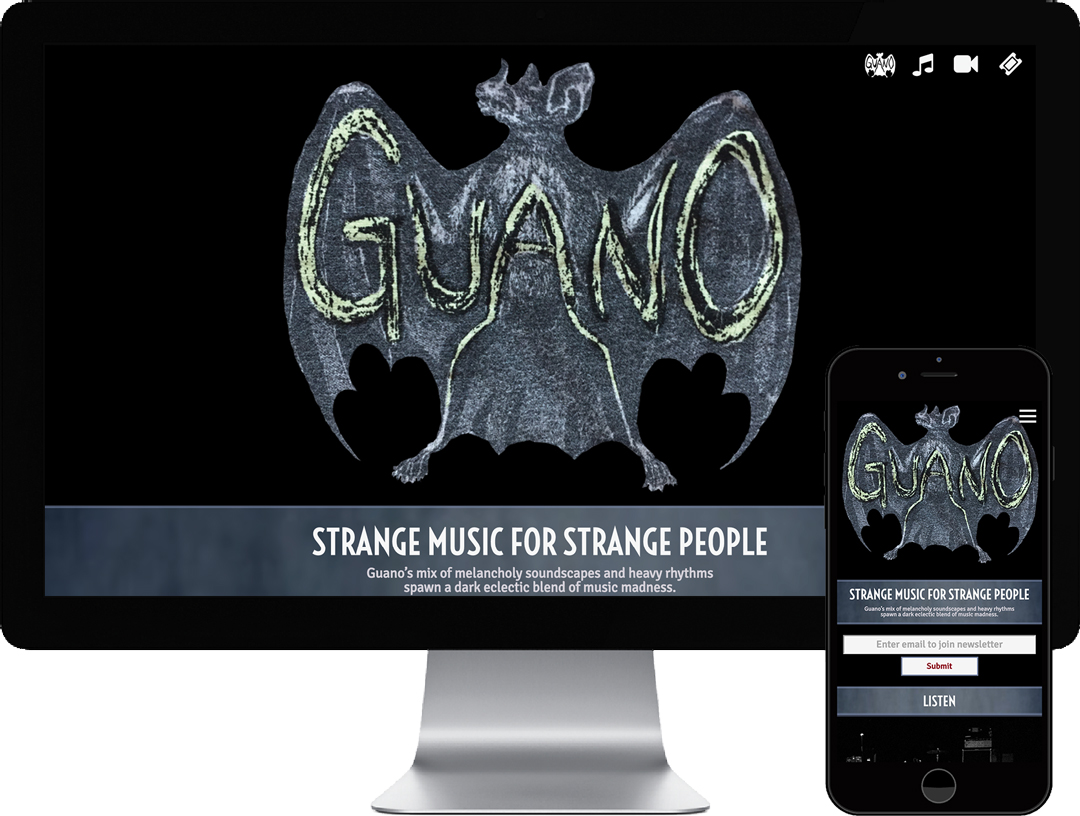 GUANO
GUANO
STRANGE MUSIC FOR STRANGE PEOPLE
Guano's mix of melancholy soundscapes and heavy rhythms
spawn a dark eclectic blend of music madness.
GUANO
STRANGE MUSIC FOR STRANGE PEOPLE
Guano's mix of melancholy soundscapes and heavy rhythms
spawn a dark eclectic blend of music madness.
Enter email to join newsletter
Submit
LISTEN